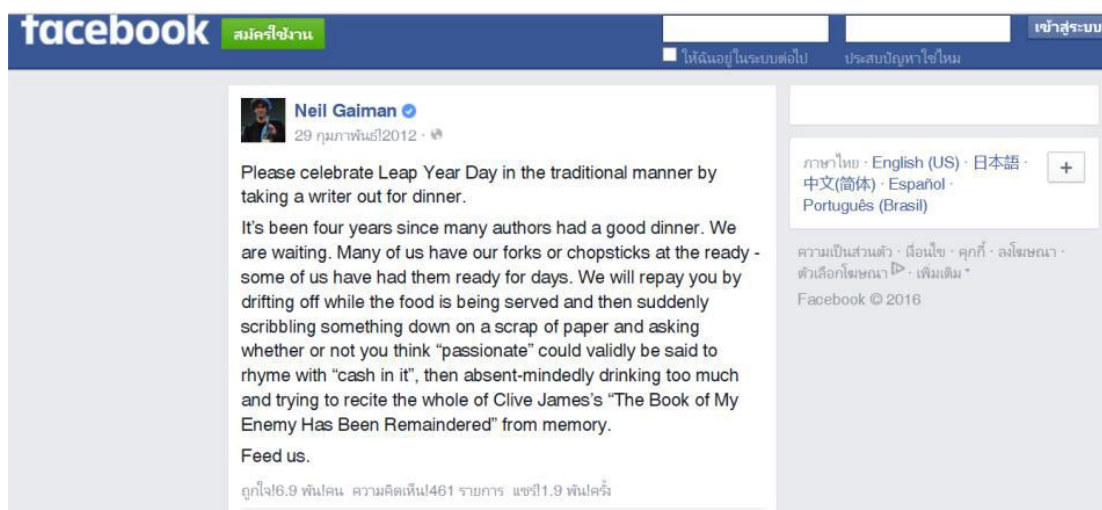 facebook
สมัครใช้งาน
เข้าสู่ระบบ
ให้ฉันอยู่ในระบบต่อไป
ประสบปัญหาใช่ไหม
Neil Gaiman
29 กุมภาพันธ์!2012 ·
Please celebrate Leap Year Day in the traditional manner by
taking a writer out for dinner.
It's been four years since many authors had a good dinner. We
are waiting. Many of us have our forks or chopsticks at the ready -
some of us have had them ready for days. We will repay you by
drifting off while the food is being served and then suddenly
scribbling something down on a scrap of paper and asking
whether or not you think “passionate” could validly be said to
rhyme with “cash in it”, then absent-mindedly drinking too much
and trying to recite the whole of Clive James’s “The Book of My
Enemy Has Been Remaindered” from memory.
Feed us.
ถูกใจ!6.9 พัน!คน ความคิดเห็น!461 รายการ แชร์!1.9 พัน!ครั้ง
ภาษาไทย · English (US) · 日本語 ·
中文(简体) · Español ·
Português (Brasil)
+
ความเป็นส่วนตัว · เงื่อนไข · คุกกี้ · ลงโฆษณา ·
ตัวเลือกโฆษณา · เพิ่มเติม
Facebook © 2016